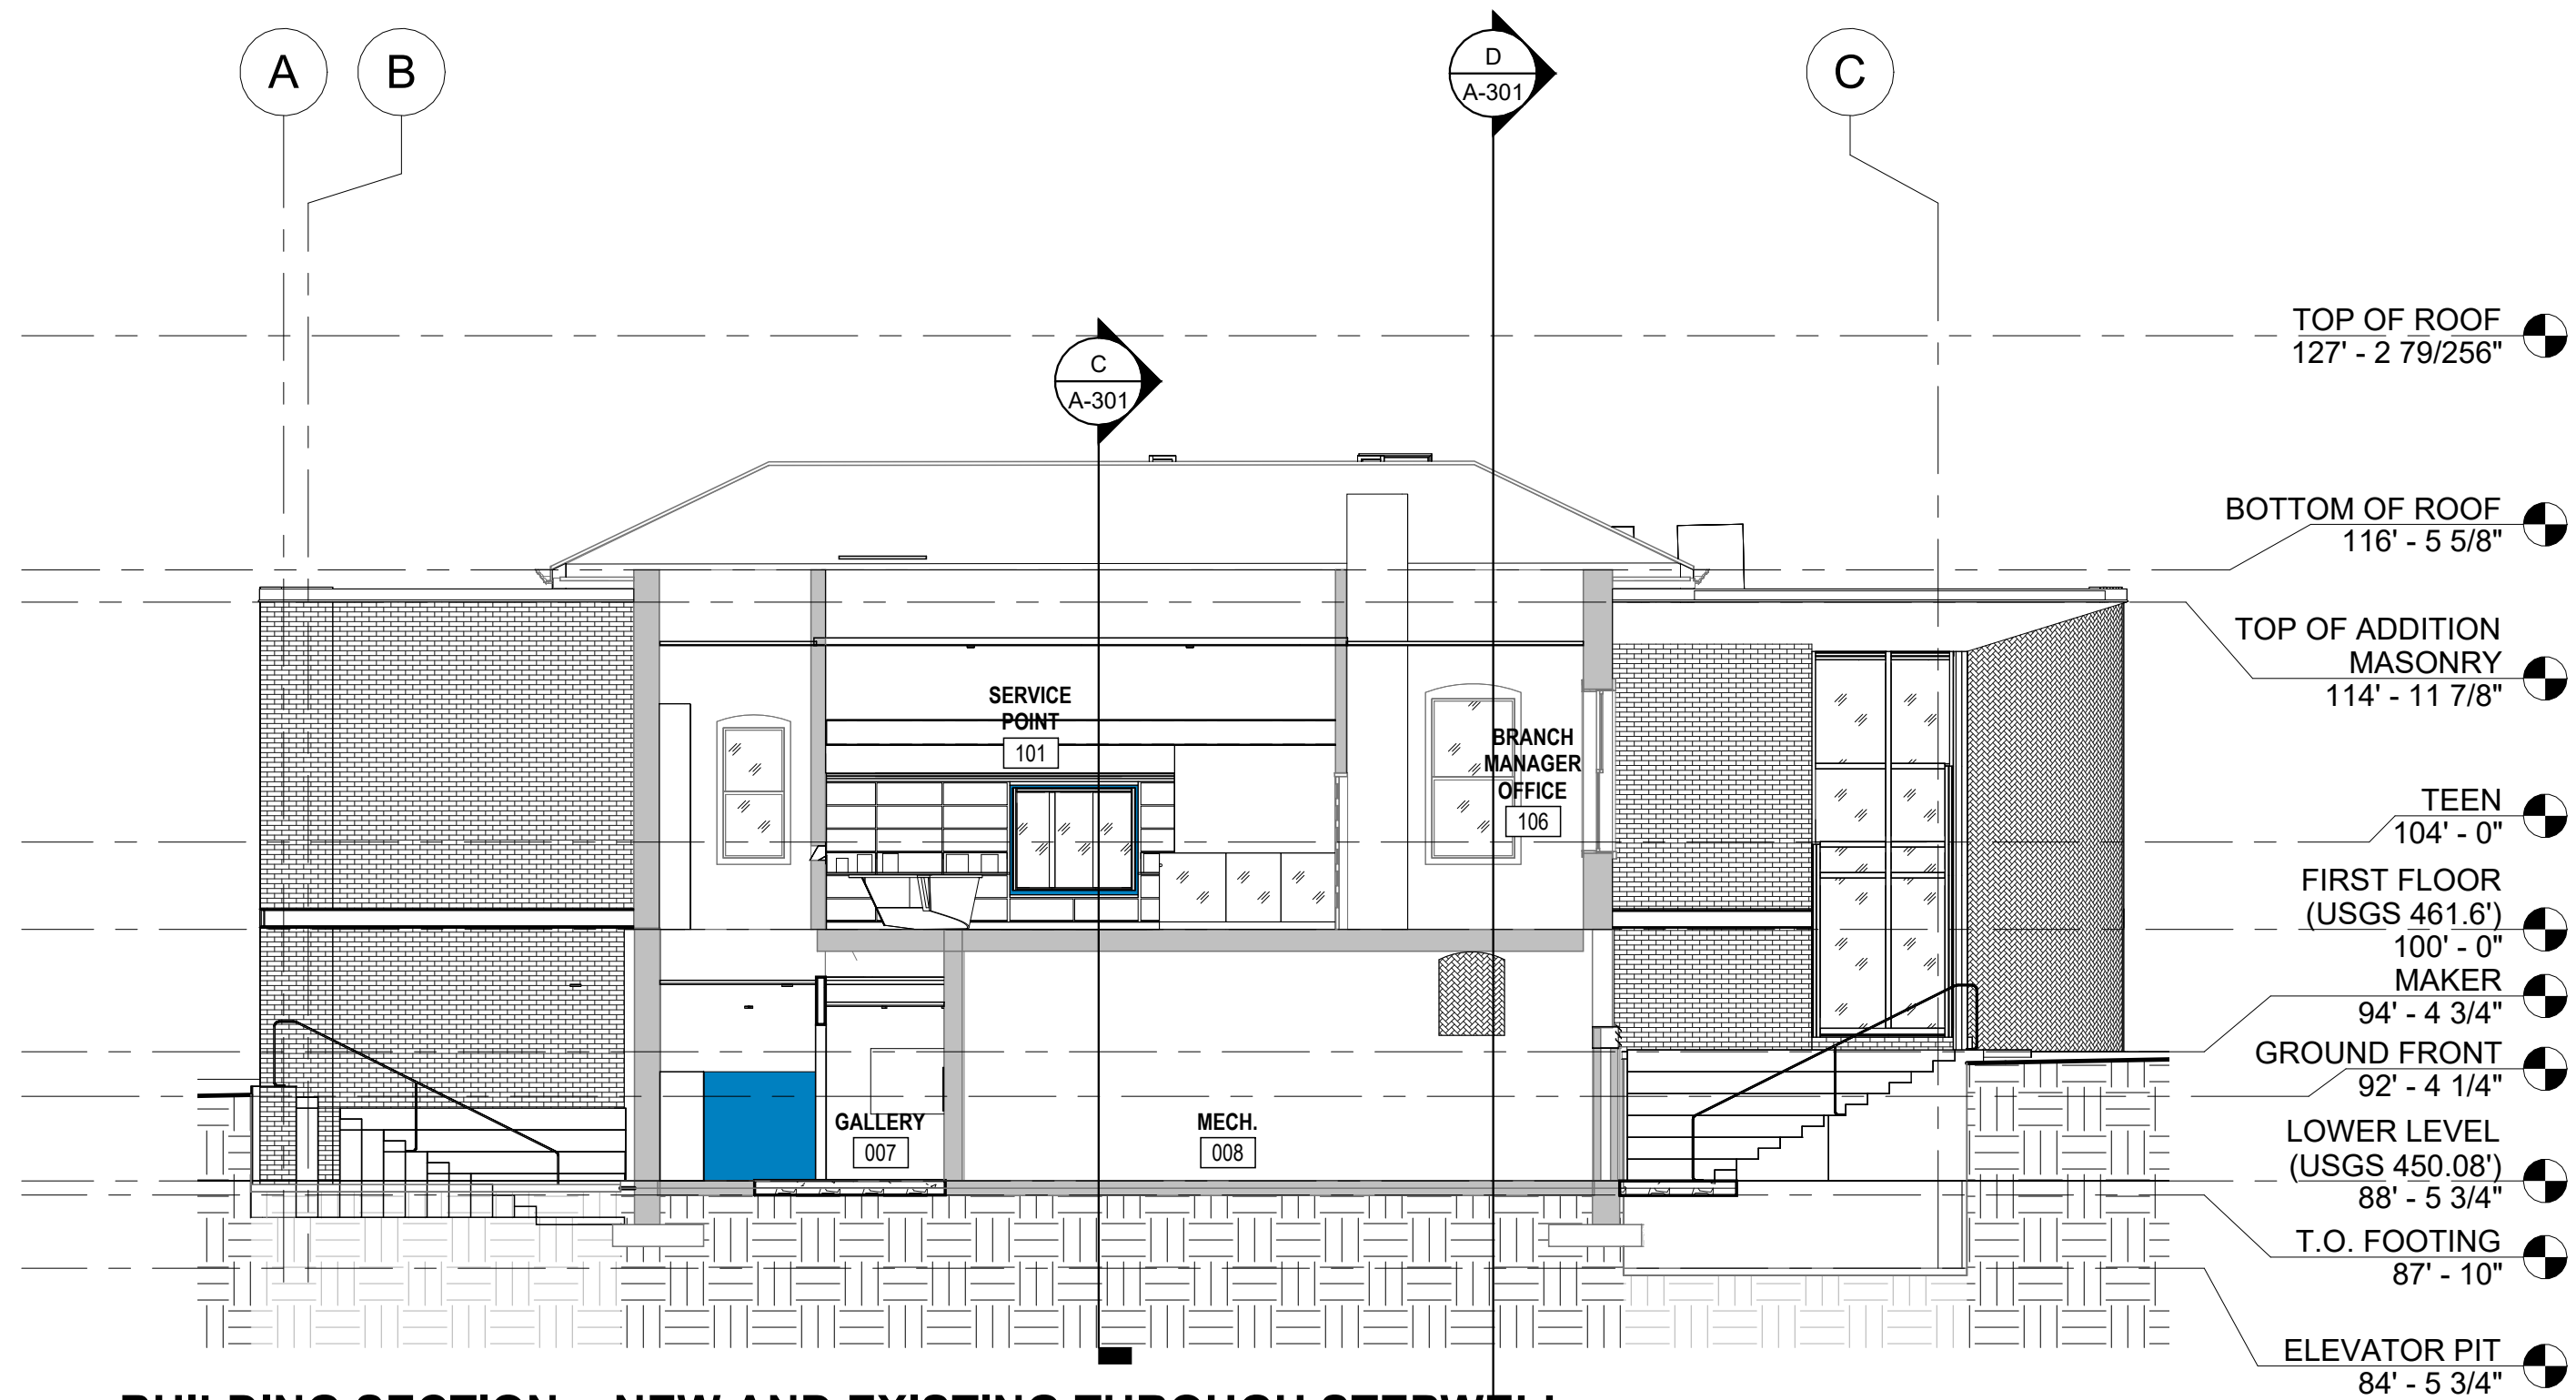 A
B
D
A-301
C
C
A-301
TOP OF ROOF
127' - 2 79/256"
BOTTOM OF ROOF
116' - 5 5/8"
TOP OF ADDITION
MASONRY
114' - 11 7/8"
SERVICE
POINT
101
BRANCH
MANAGER
OFFICE
106
TEEN
104' - 0"
FIRST FLOOR
(USGS 461.6')
100' - 0"
MAKER
94' - 4 3/4"
GROUND FRONT
92' - 4 1/4"
GALLERY
007
MECH.
008
LOWER LEVEL
(USGS 450.08')
88' - 5 3/4"
T.O. FOOTING
87' - 10"
ELEVATOR PIT
84' - 5 3/4"